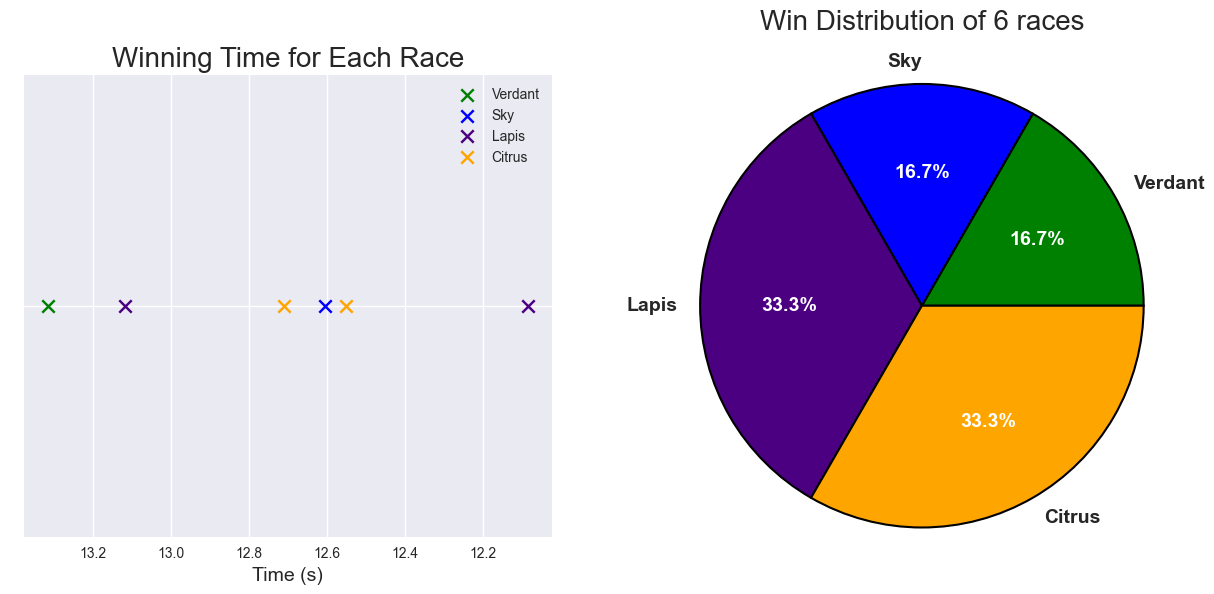 Winning Time for Each Race
Verdant
Sky
Lapis
Citrus
13.2 13.0 12.8 12.6 12.4 12.2
Time (s)
Win Distribution of 6 races
Sky
16.7%
Verdant
16.7%
Lapis
33.3%
33.3%
Citrus